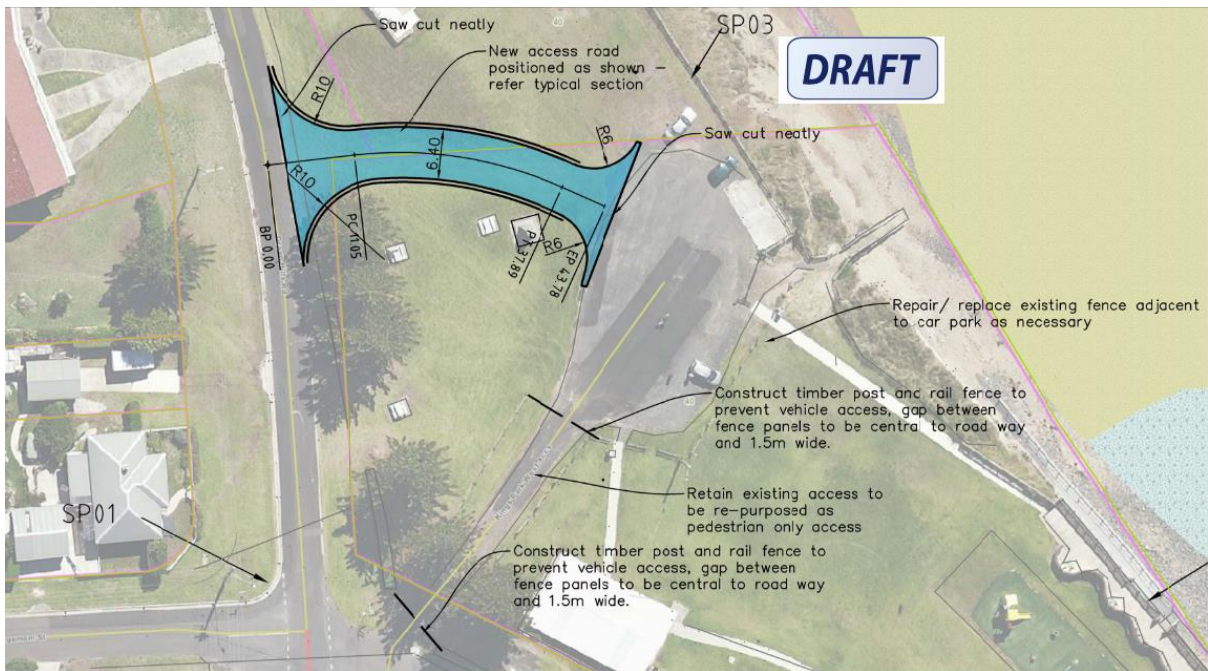 Saw cut neatly
SP03
DRAFT
New access road
positioned as shown –
refer typical section
R10
R6
Saw cut neatly
6.40
R10
BP 0.00
PC 11.05
PT 37.89
R6
EP 43.78
Repair/ replace existing fence adjacent
to car park as necessary
Construct timber post and rail fence to
prevent vehicle access, gap between
fence panels to be central to road way
and 1.5m wide.
Retain existing access to
be re-purposed as
pedestrian only access
SP01
Construct timber post and rail fence to
prevent vehicle access, gap between
fence panels to be central to road way
and 1.5m wide.